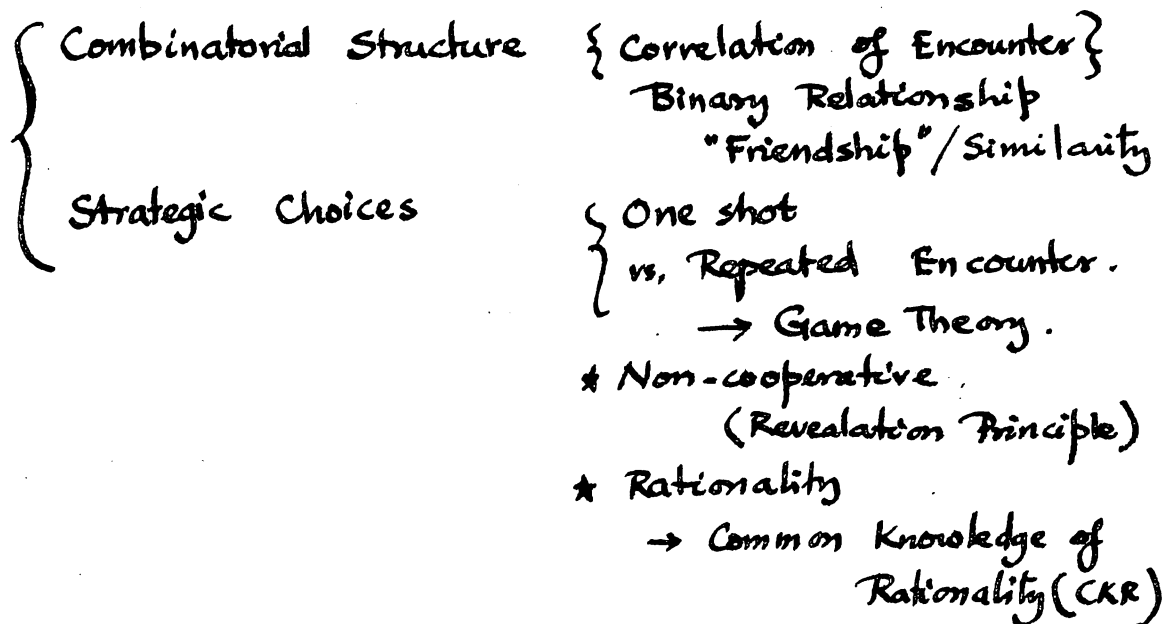 Combinatorial Structure { Correlation of Encounter }
Binary Relationship
"Friendship" / Similarity
Strategic Choices { One shot
vs. Repeated Encounter.
→ Game Theory.
* Non-cooperative.
(Revealation Principle)
* Rationality
→ Common Knowledge of
Rationality (CKR)